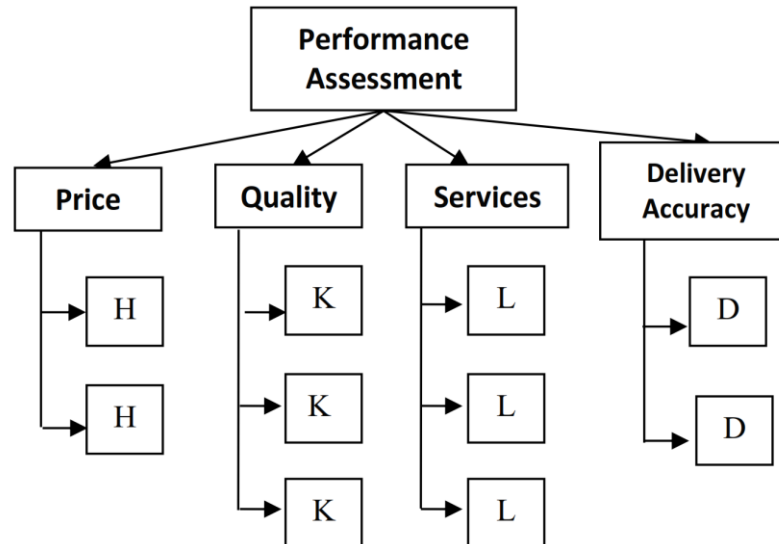 Performance
Assessment
Price
Quality
Services
Delivery
Accuracy
H
K
L
D
H
K
L
D
K
L